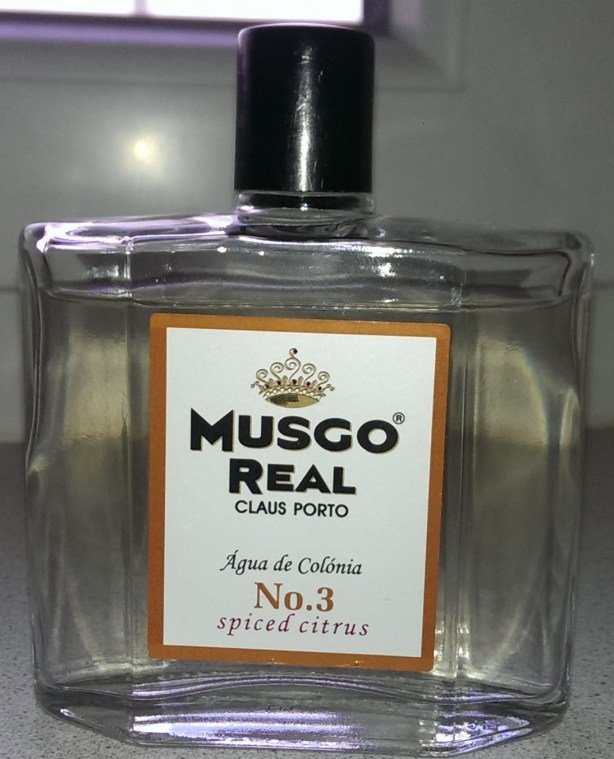 MUSGO®
REAL
CLAUS PORTO
Água de Colónia
No.3
spiced citrus